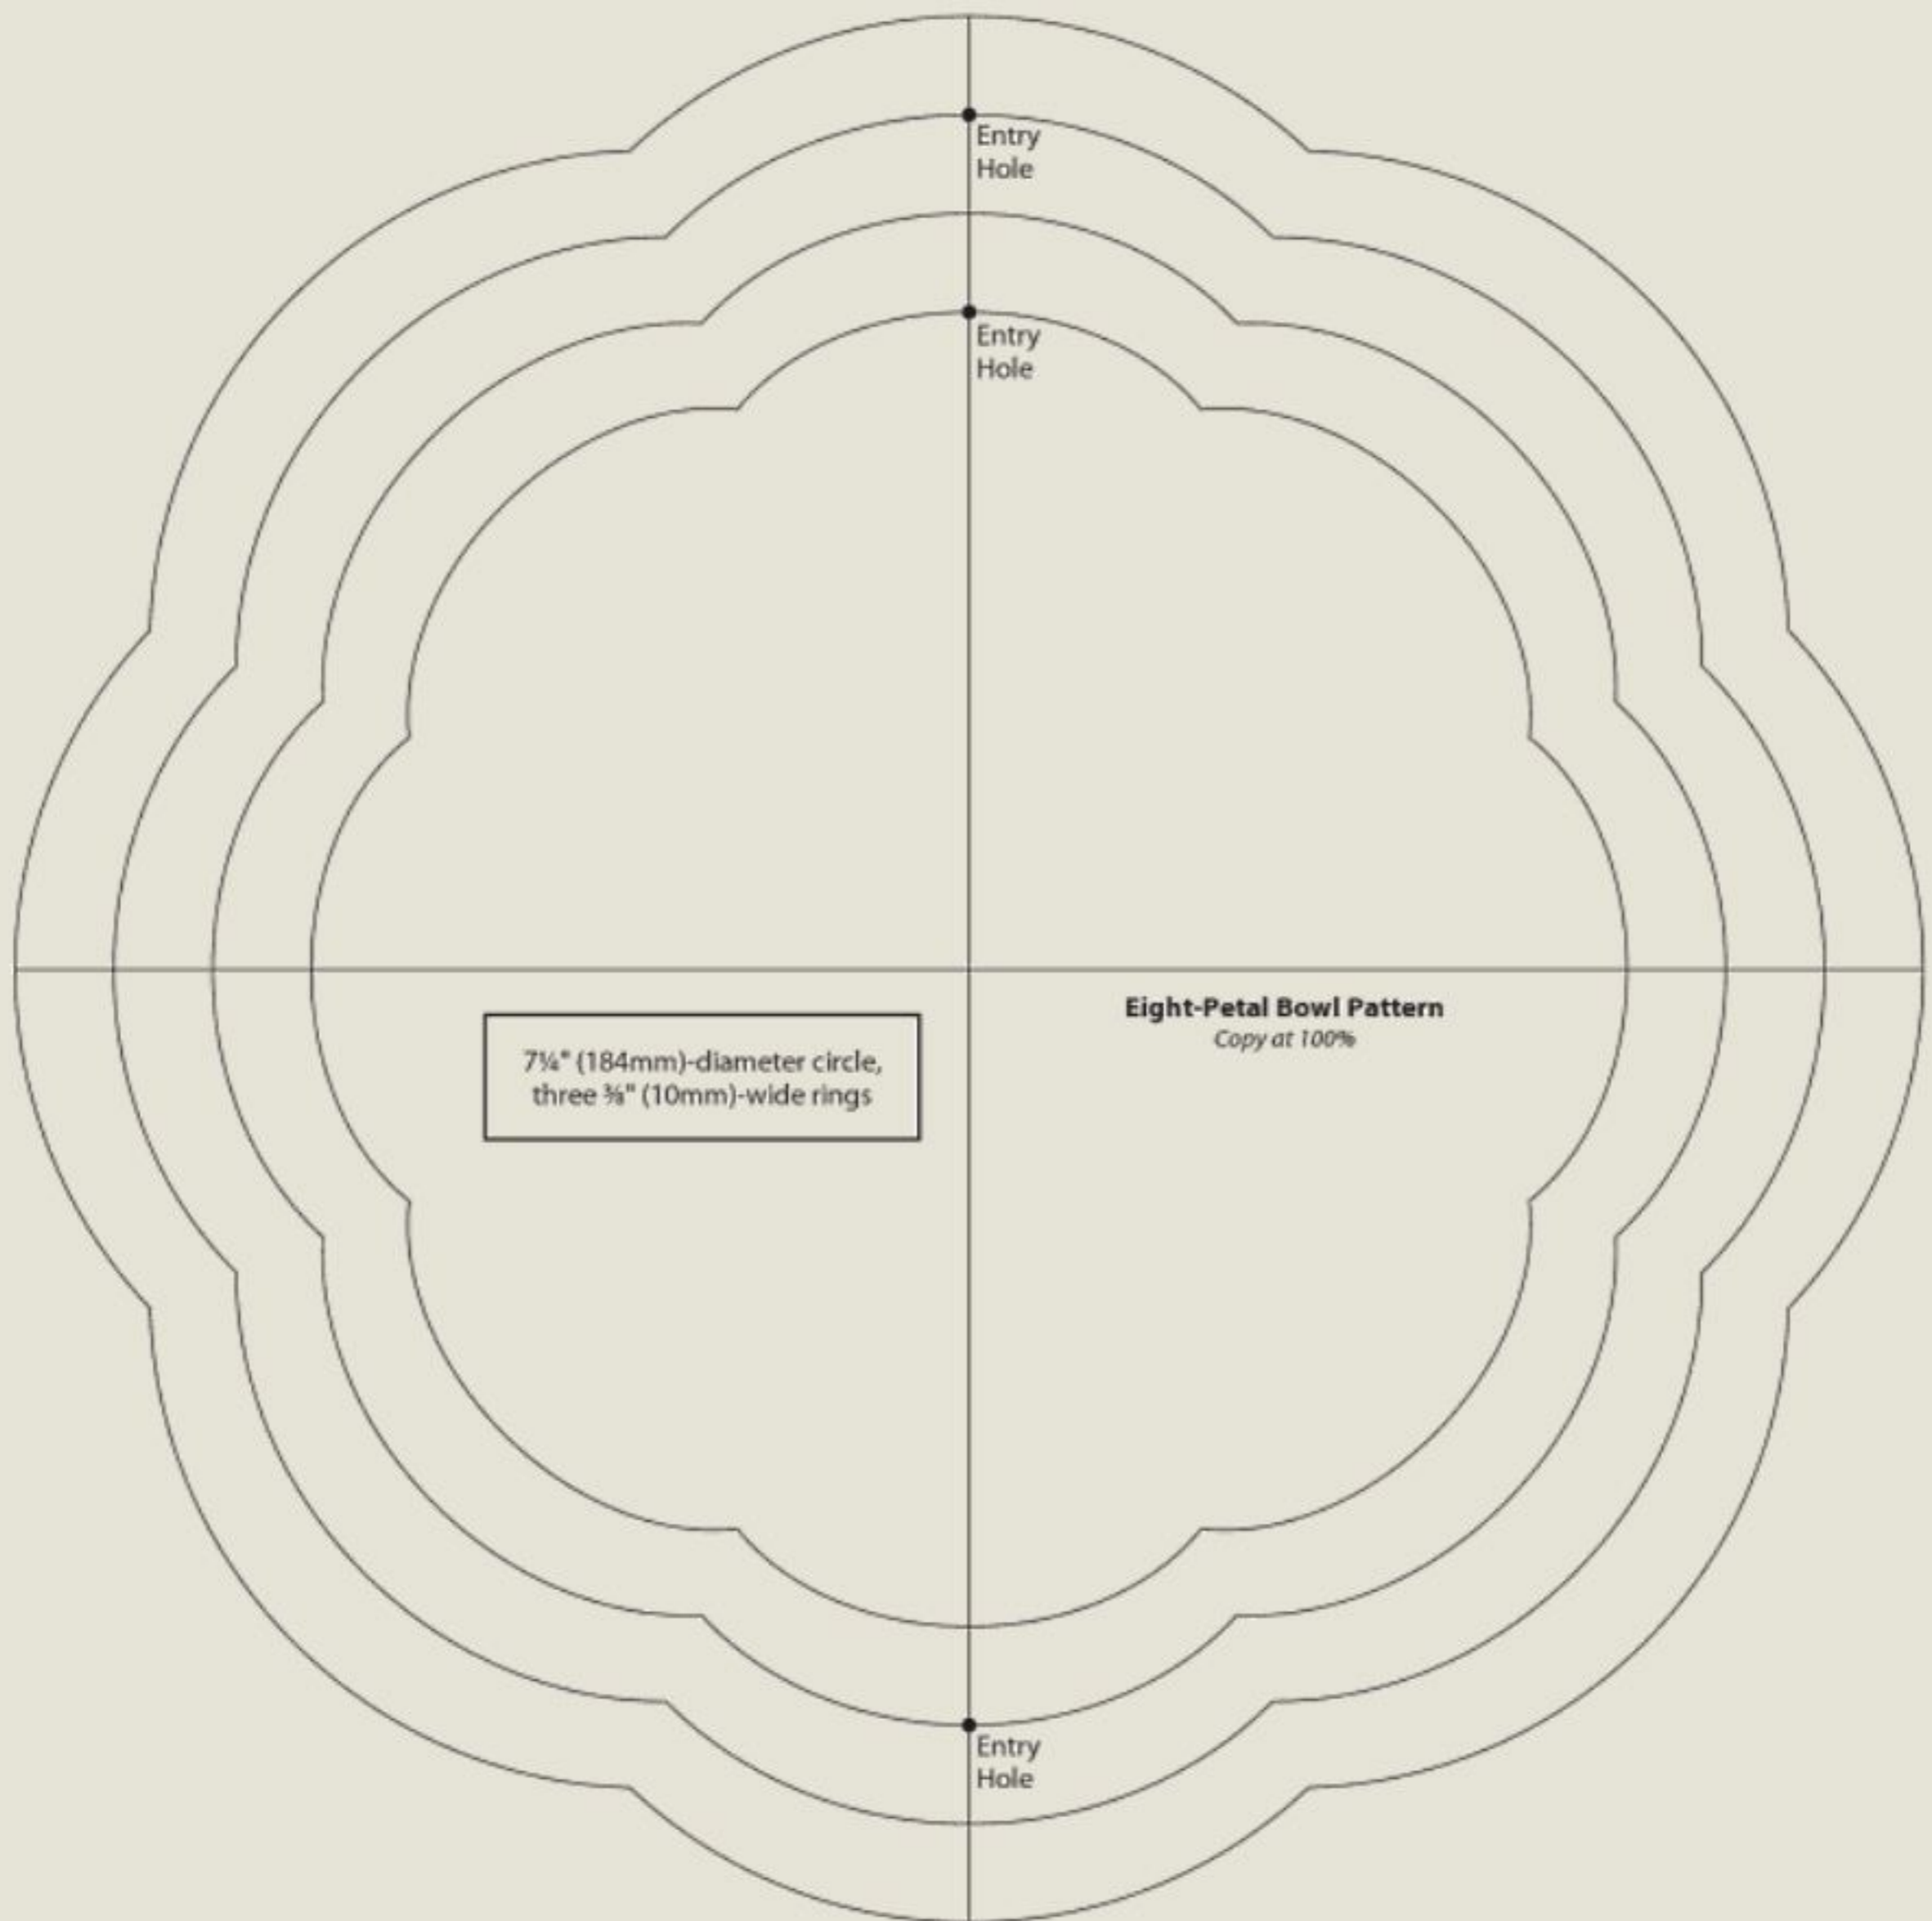 Entry
Hole
Entry
Hole
Eight-Petal Bowl Pattern
Copy at 100%
7¼" (184mm)-diameter circle,
three ⅜" (10mm)-wide rings
Entry
Hole